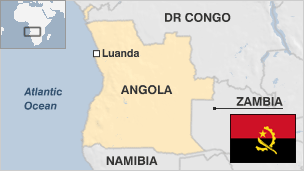 DR CONGO
Luanda
Atlantic
Ocean
ANGOLA
ZAMBIA
NAMIBIA